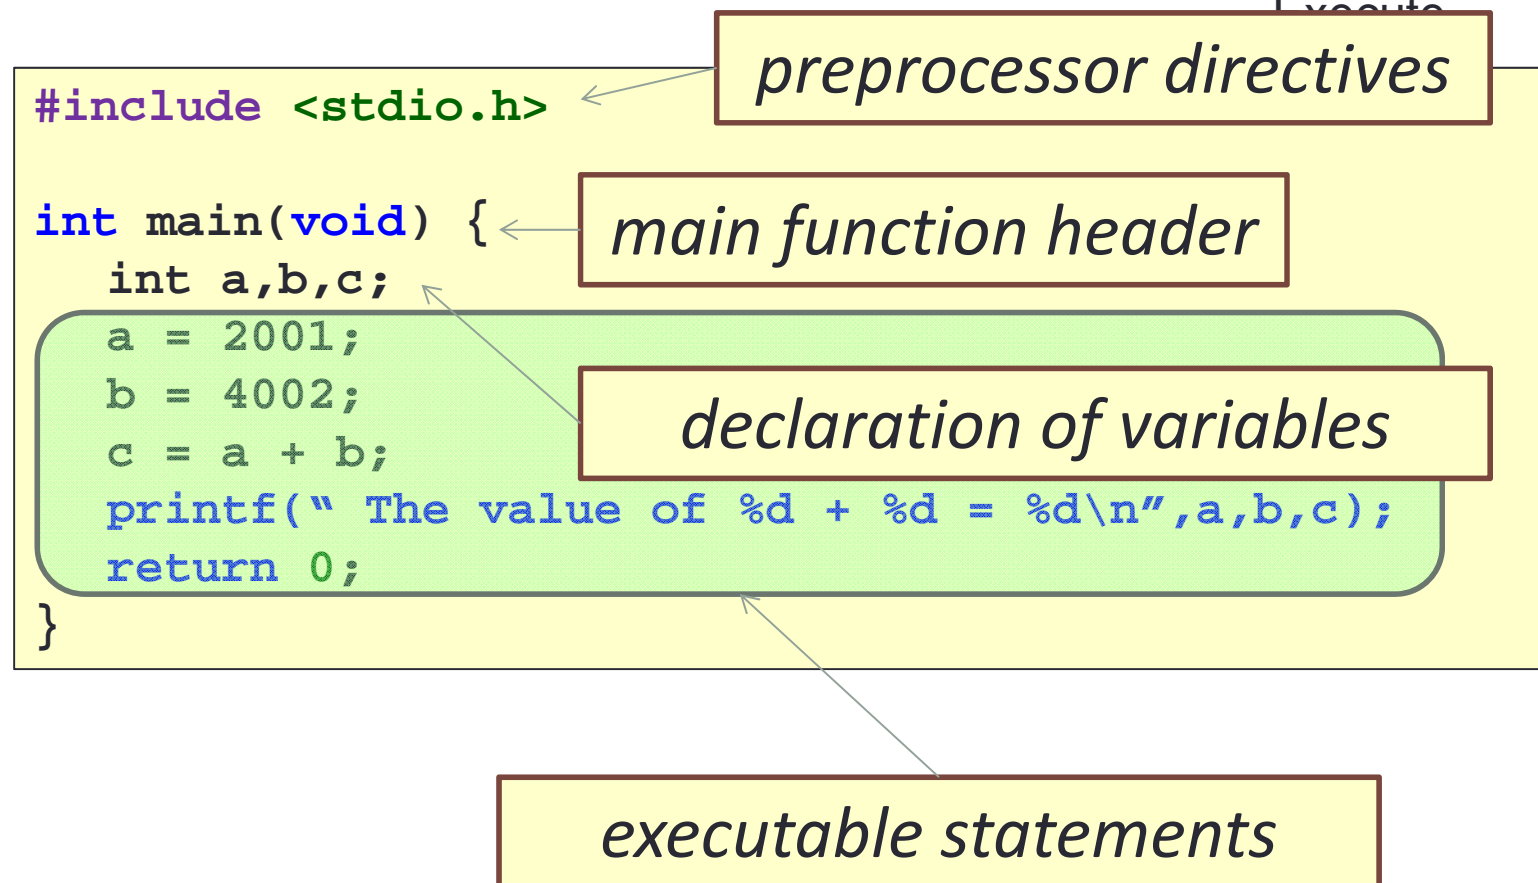 preprocessor directives
#include <stdio.h>
int main(void) {
main function header
int a,b,c;
a = 2001;
b = 4002;
declaration of variables
c = a + b;
printf(“ The value of %d + %d = %d\n”,a,b,c);
return 0;
}
executable statements